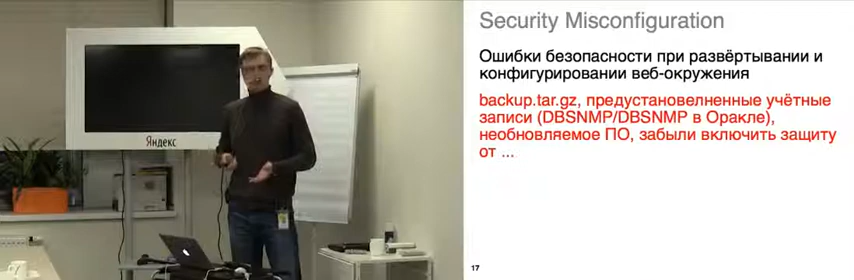 Яндекс
Security Misconfiguration
Ошибки безопасности при развёртывании и
конфигурировании веб-окружения
backup.tar.gz, предустановелненные учётные
записи (DBSNMP/DBSNMP в Оракле),
необновляемое ПО, забыли включить защиту
от ...
17